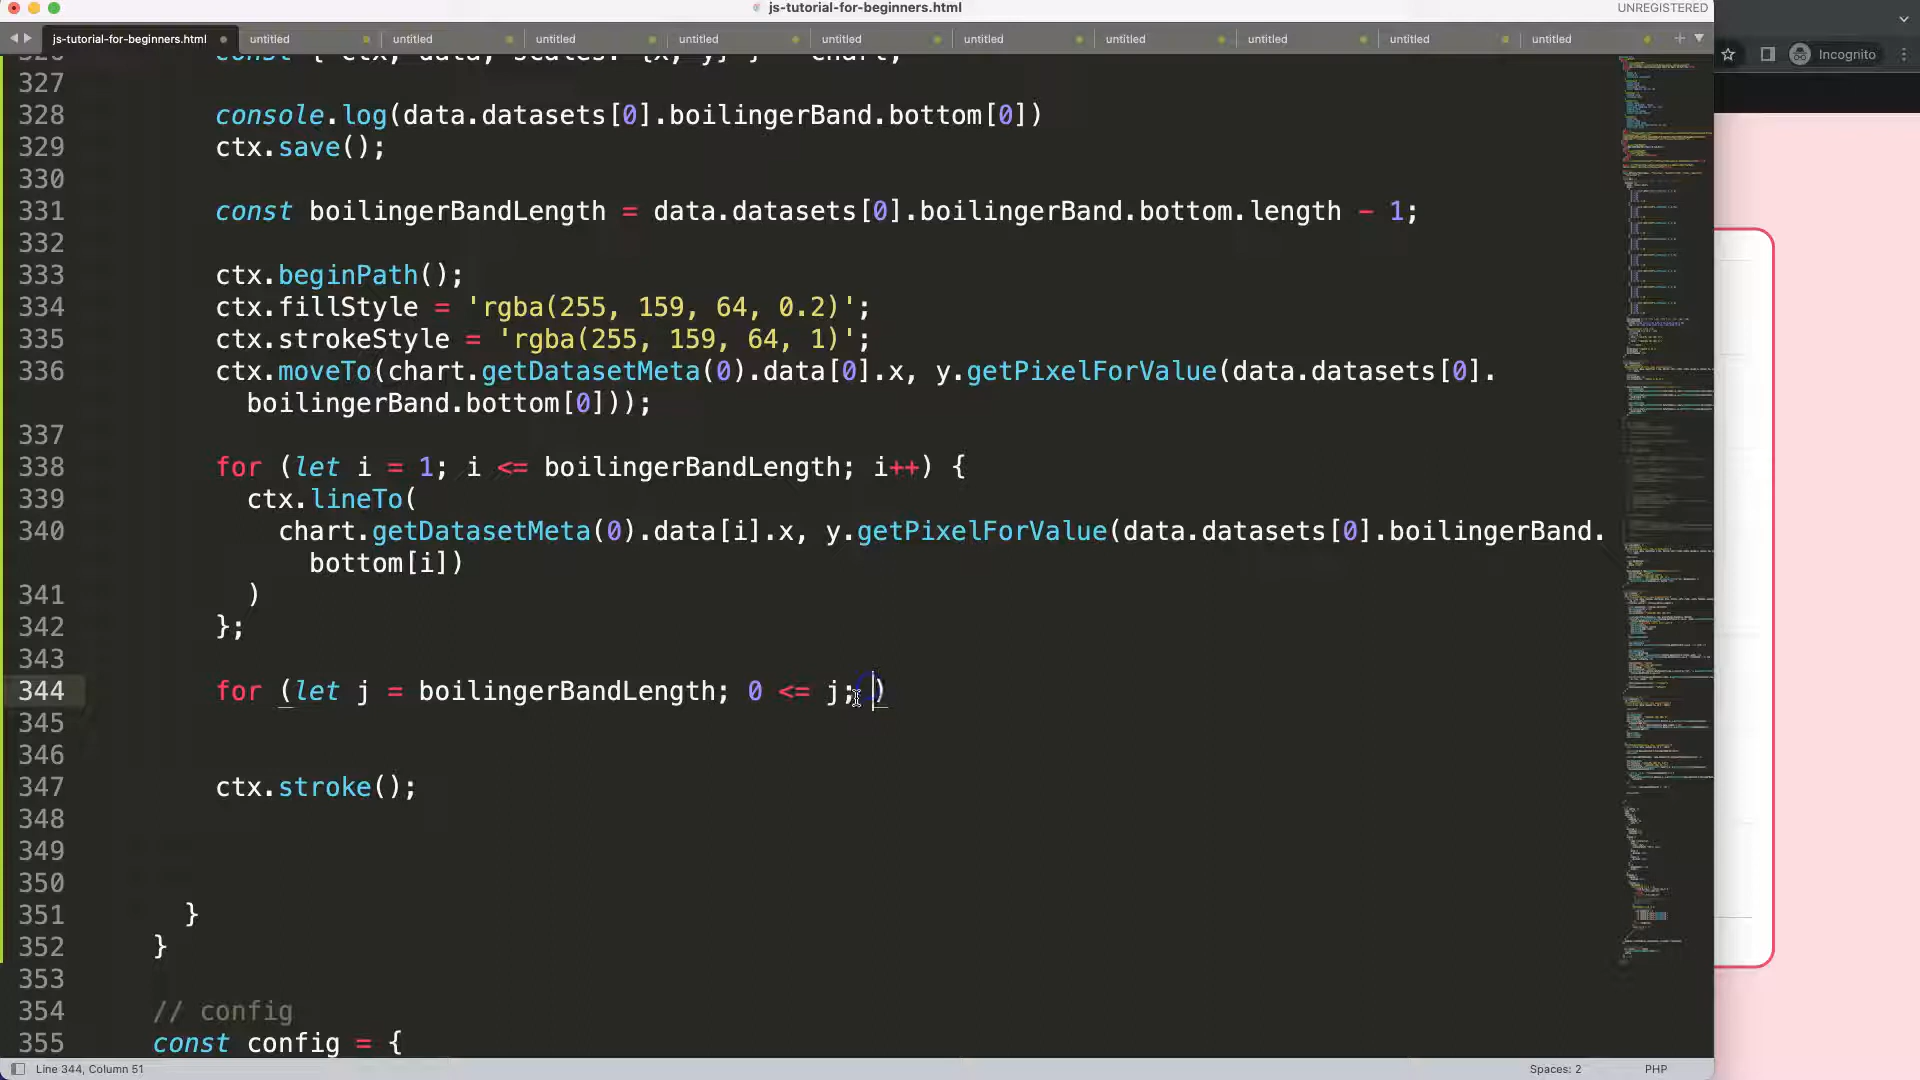 js-tutorial-for-beginners.html
UNREGISTERED
js-tutorial-for-beginners.html untitled untitled untitled untitled untitled untitled untitled untitled untitled untitled
Incognito
326 const { ctx, data, scales: {x, y} } = chart;
327
328 console.log(data.datasets[0].boilingerBand.bottom[0])
329 ctx.save();
330
331 const boilingerBandLength = data.datasets[0].boilingerBand.bottom.length - 1;
332
333 ctx.beginPath();
334 ctx.fillStyle = 'rgba(255, 159, 64, 0.2)';
335 ctx.strokeStyle = 'rgba(255, 159, 64, 1)';
336 ctx.moveTo(chart.getDatasetMeta(0).data[0].x, y.getPixelForValue(data.datasets[0].
boilingerBand.bottom[0]));
337
338 for (let i = 1; i <= boilingerBandLength; i++) {
339 ctx.lineTo(
340 chart.getDatasetMeta(0).data[i].x, y.getPixelForValue(data.datasets[0].boilingerBand.
bottom[i])
341 )
342 };
343
344 for (let j = boilingerBandLength; 0 <= j; )
345
346
347 ctx.stroke();
348
349
350
351 }
352 }
353
354 // config
355 const config = {
Line 344, Column 51
Spaces: 2
PHP